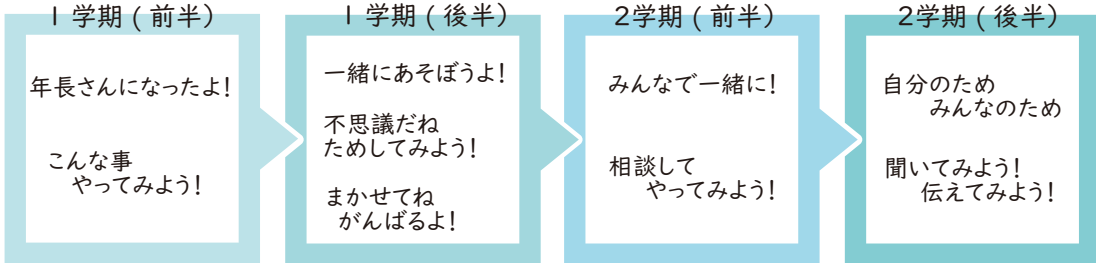 1学期(前半)
年長さんになったよ!
こんな事
やってみよう!
1学期(後半)
一緒にあそぼうよ!
不思議だね
ためしてみよう!
まかせてね
がんばるよ!
2学期(前半)
みんなで一緒に!
相談して
やってみよう!
2学期(後半)
自分のため
みんなのため
聞いてみよう!
伝えてみよう!